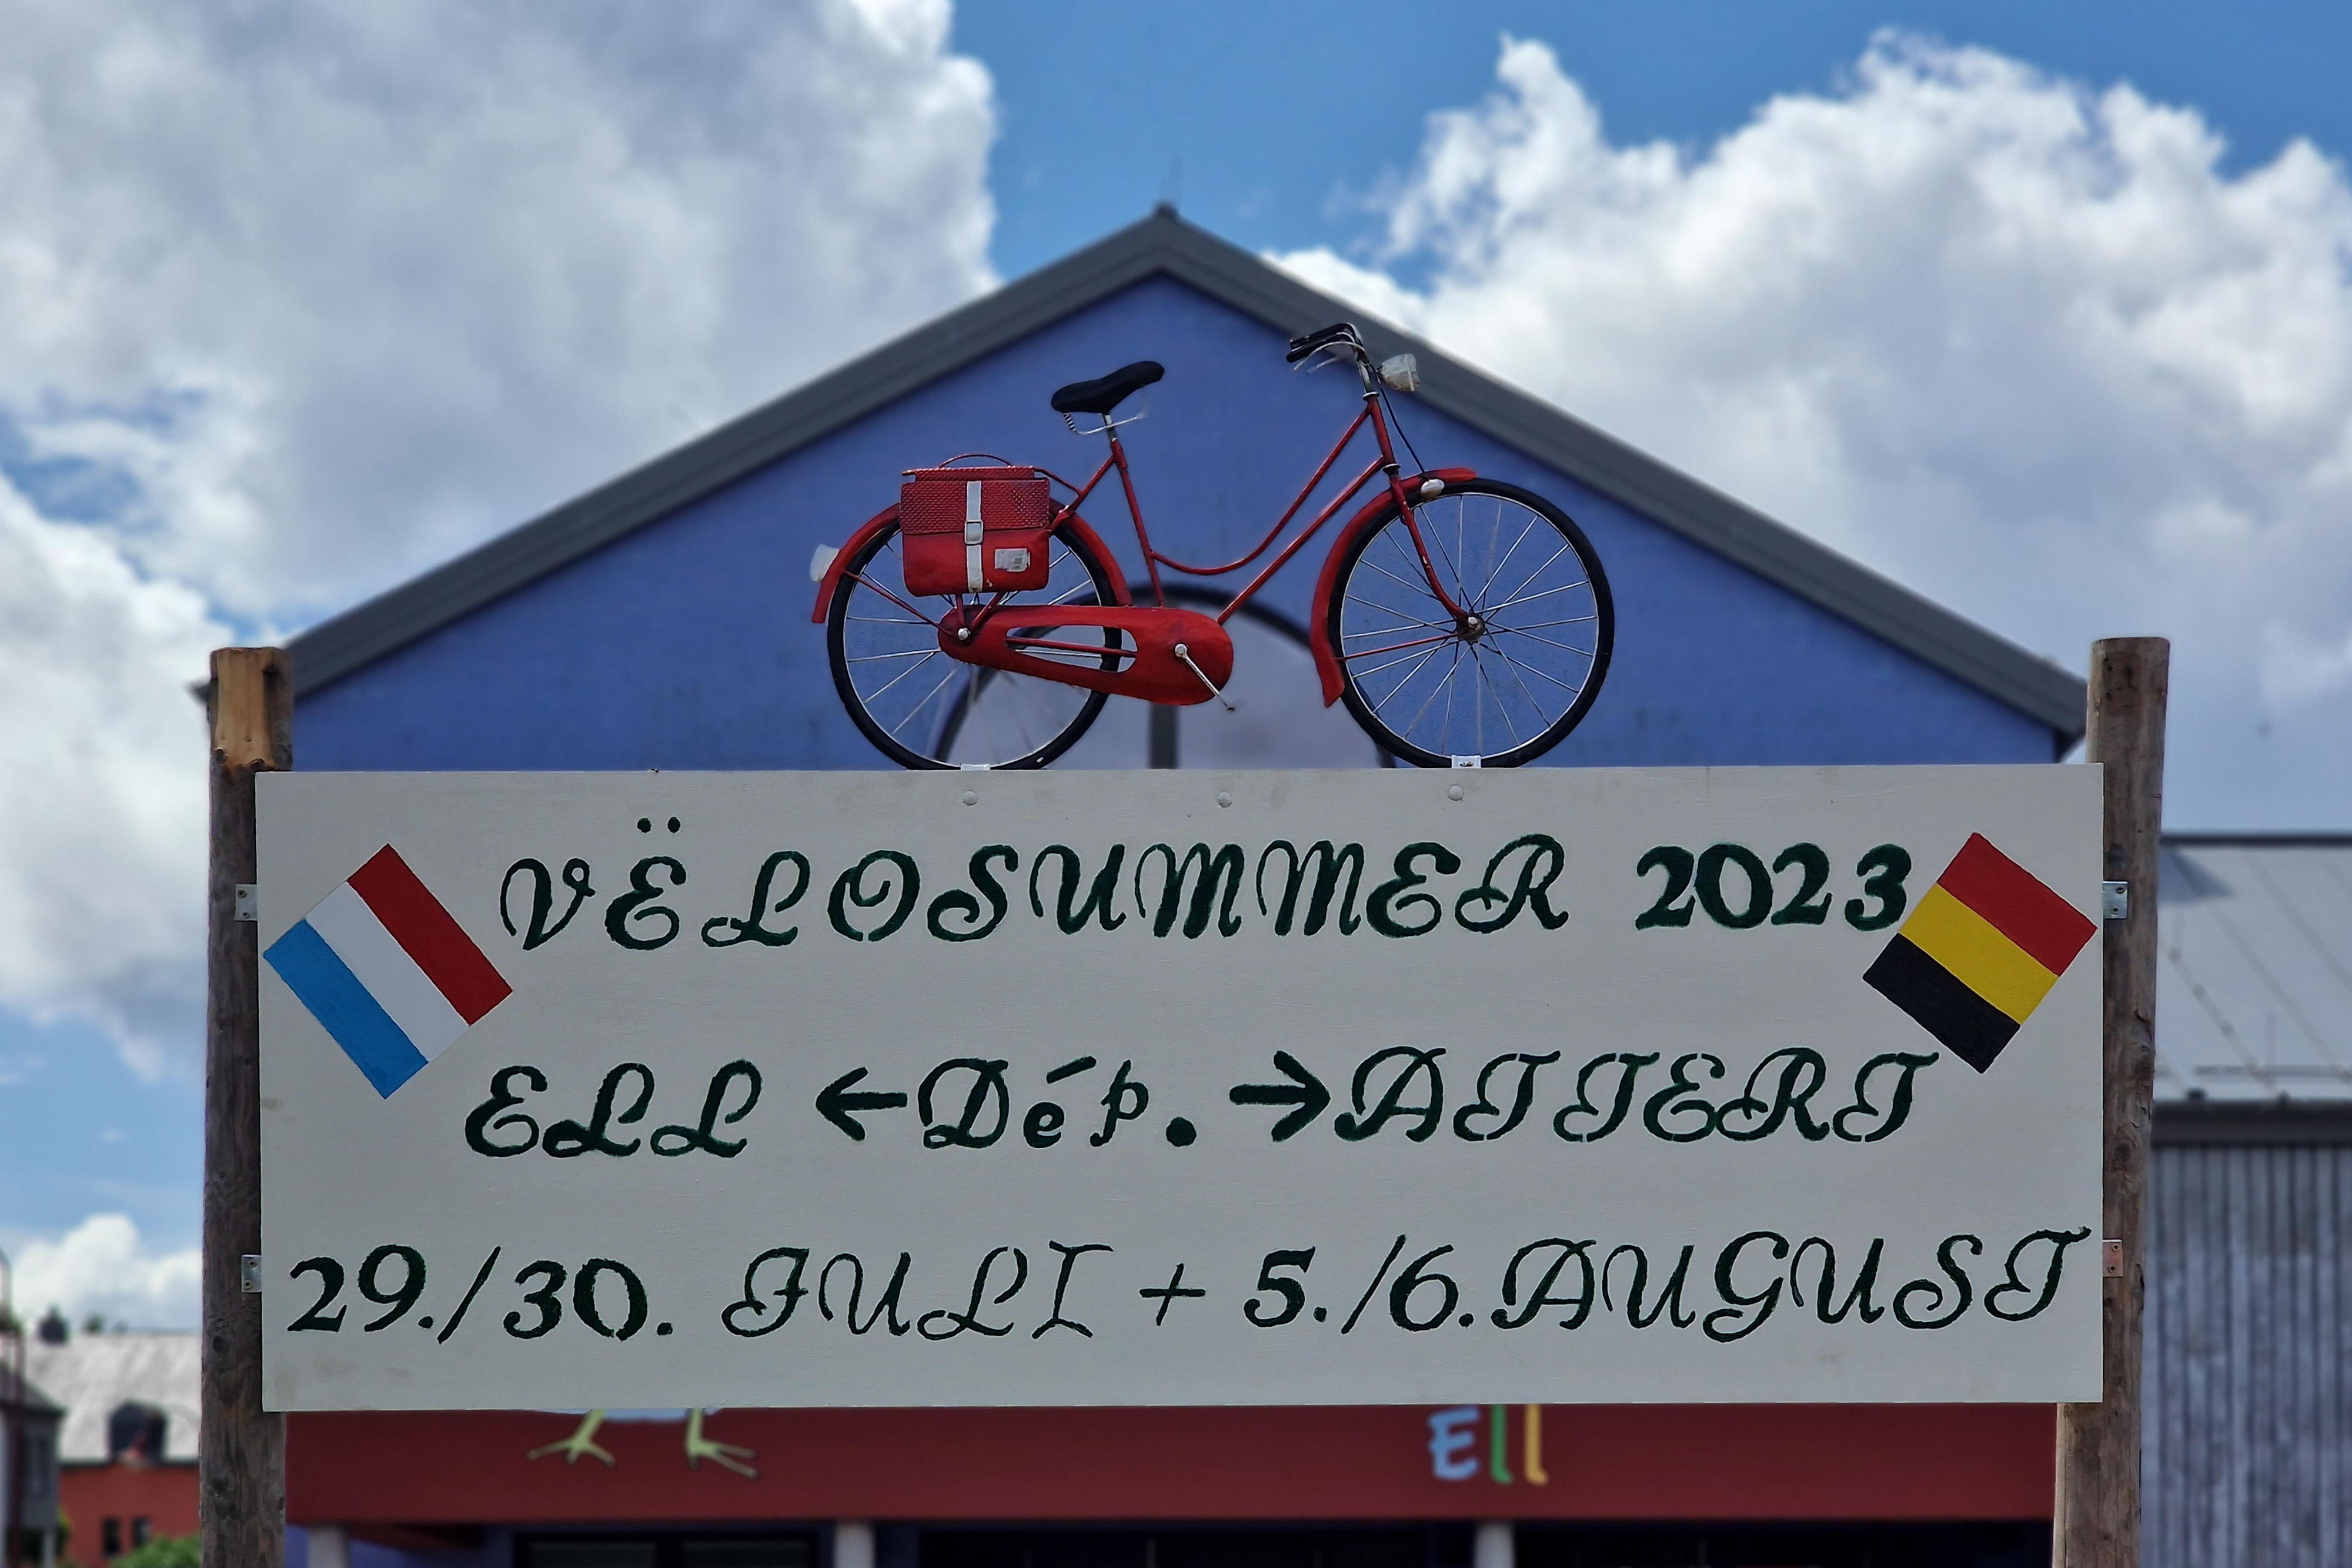 VËLOSUMMER 2023
ELL ← Dép. → ATTERT
29./30. JULI + 5./6. AUGUST
Ell